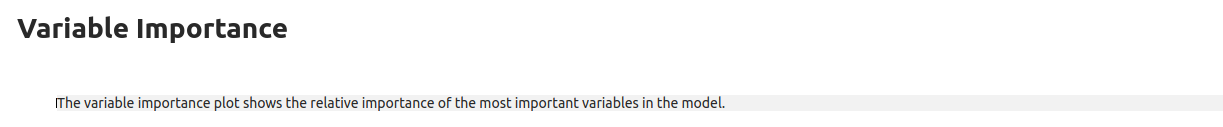 Variable Importance
The variable importance plot shows the relative importance of the most important variables in the model.